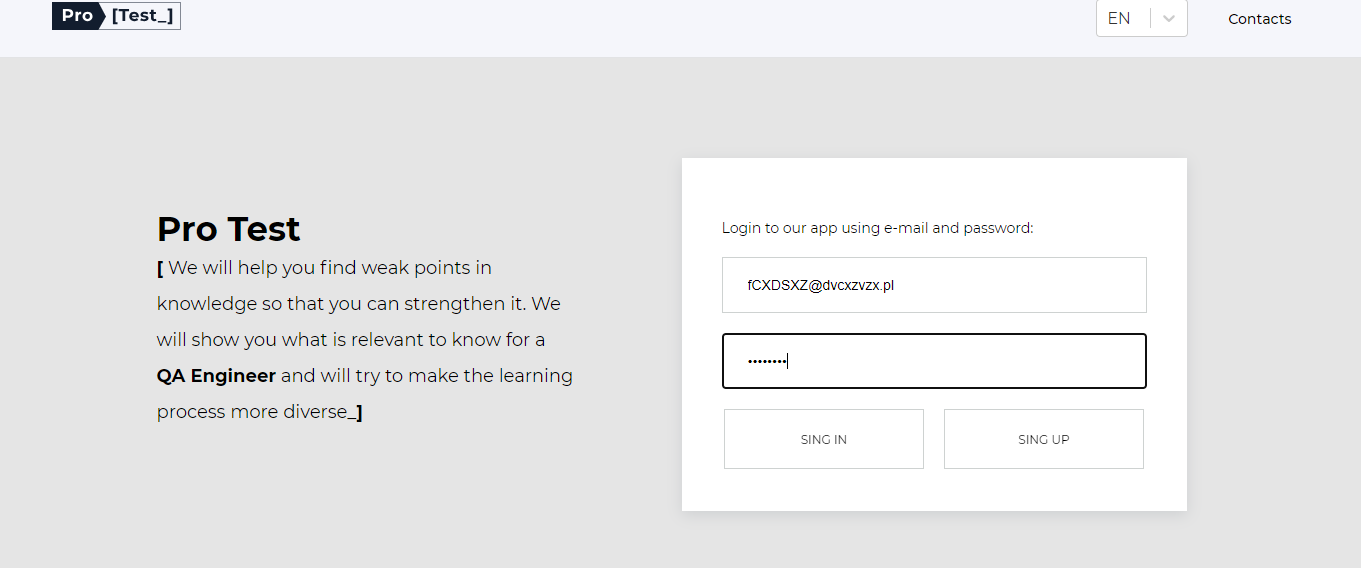 Pro [Test_]
EN
Contacts
Pro Test
[ We will help you find weak points in
knowledge so that you can strengthen it. We
will show you what is relevant to know for a
QA Engineer and will try to make the learning
process more diverse_]
Login to our app using e-mail and password:
fCXDSXZ@dvcxzvzx.pl
••••••••
SING IN
SING UP